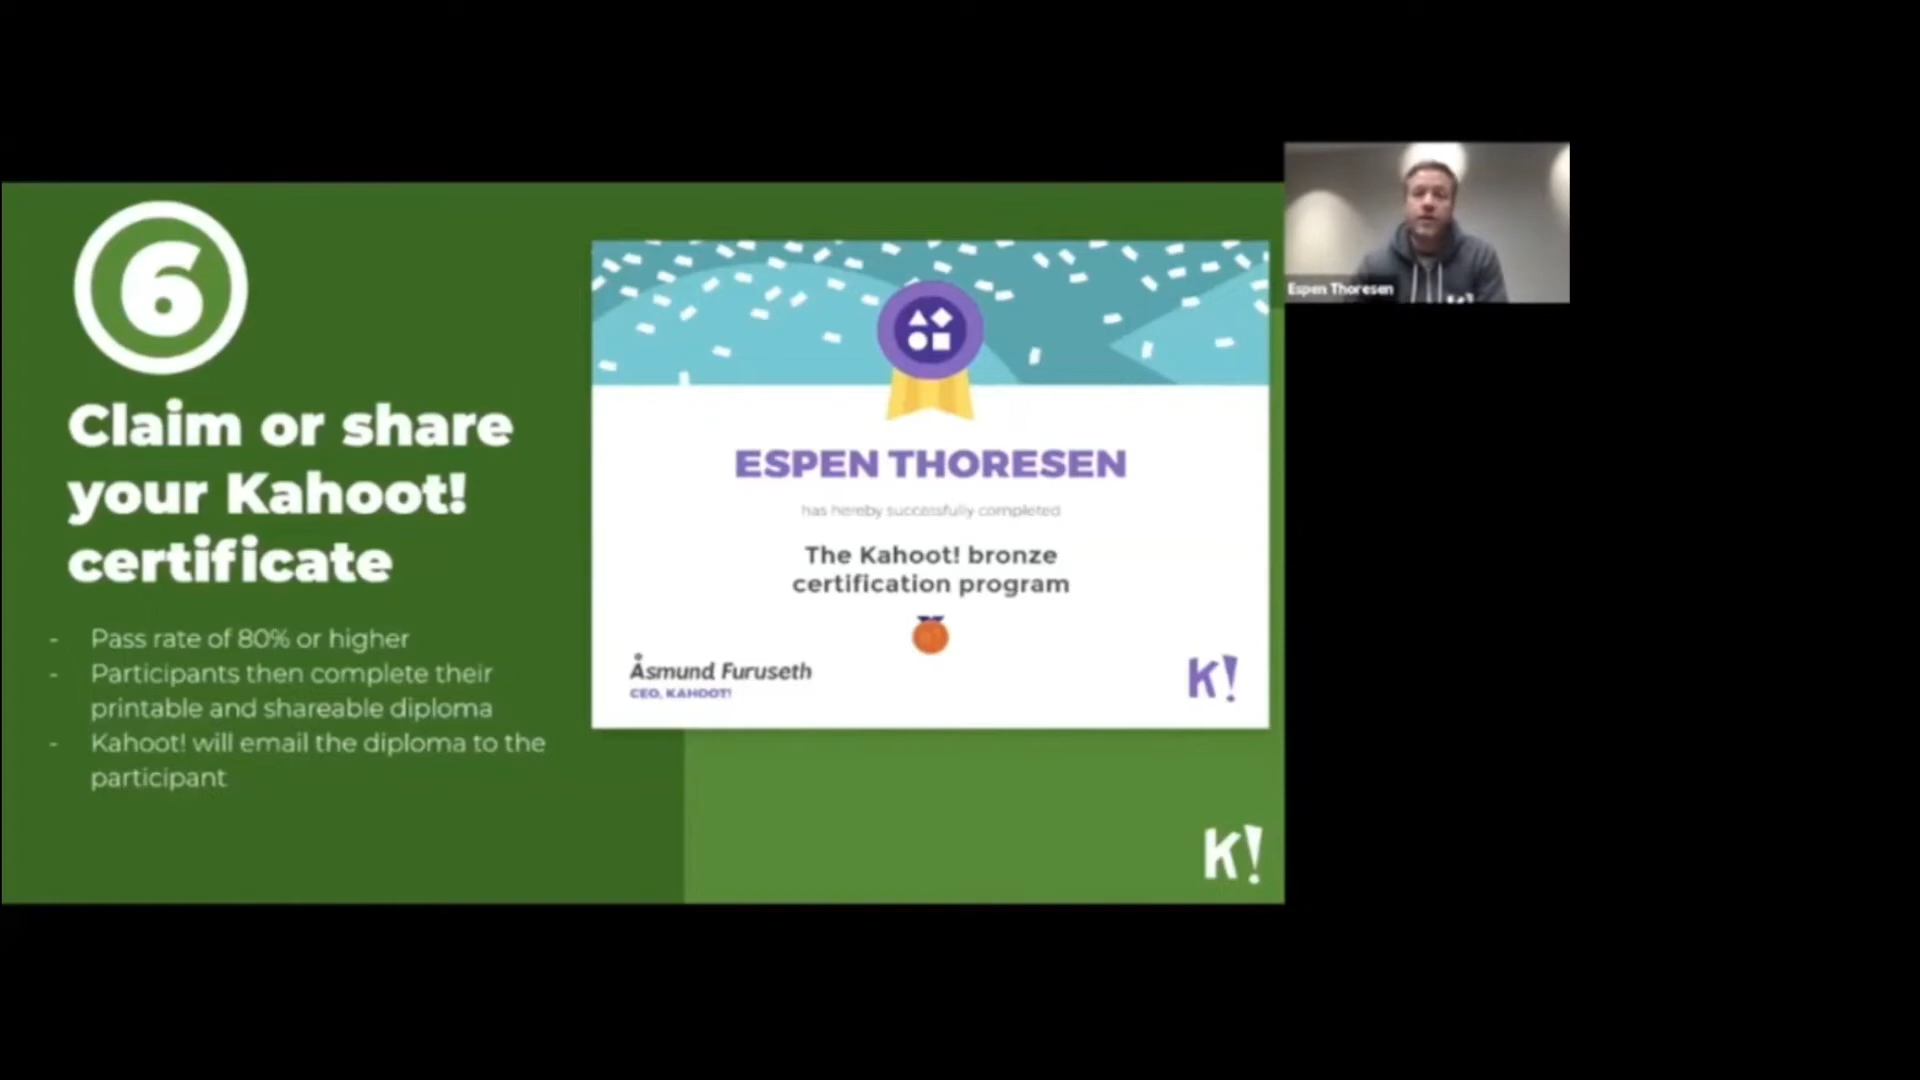 6
Claim or share
your Kahoot!
certificate
- Pass rate of 80% or higher
- Participants then complete their
printable and shareable diploma
- Kahoot! will email the diploma to the
participant
ESPEN THORESEN
has hereby successfully completed
The Kahoot! bronze
certification program
Åsmund Furuseth
CEO, KAHOOT!
K!
K!
Espen Thoresen
K!